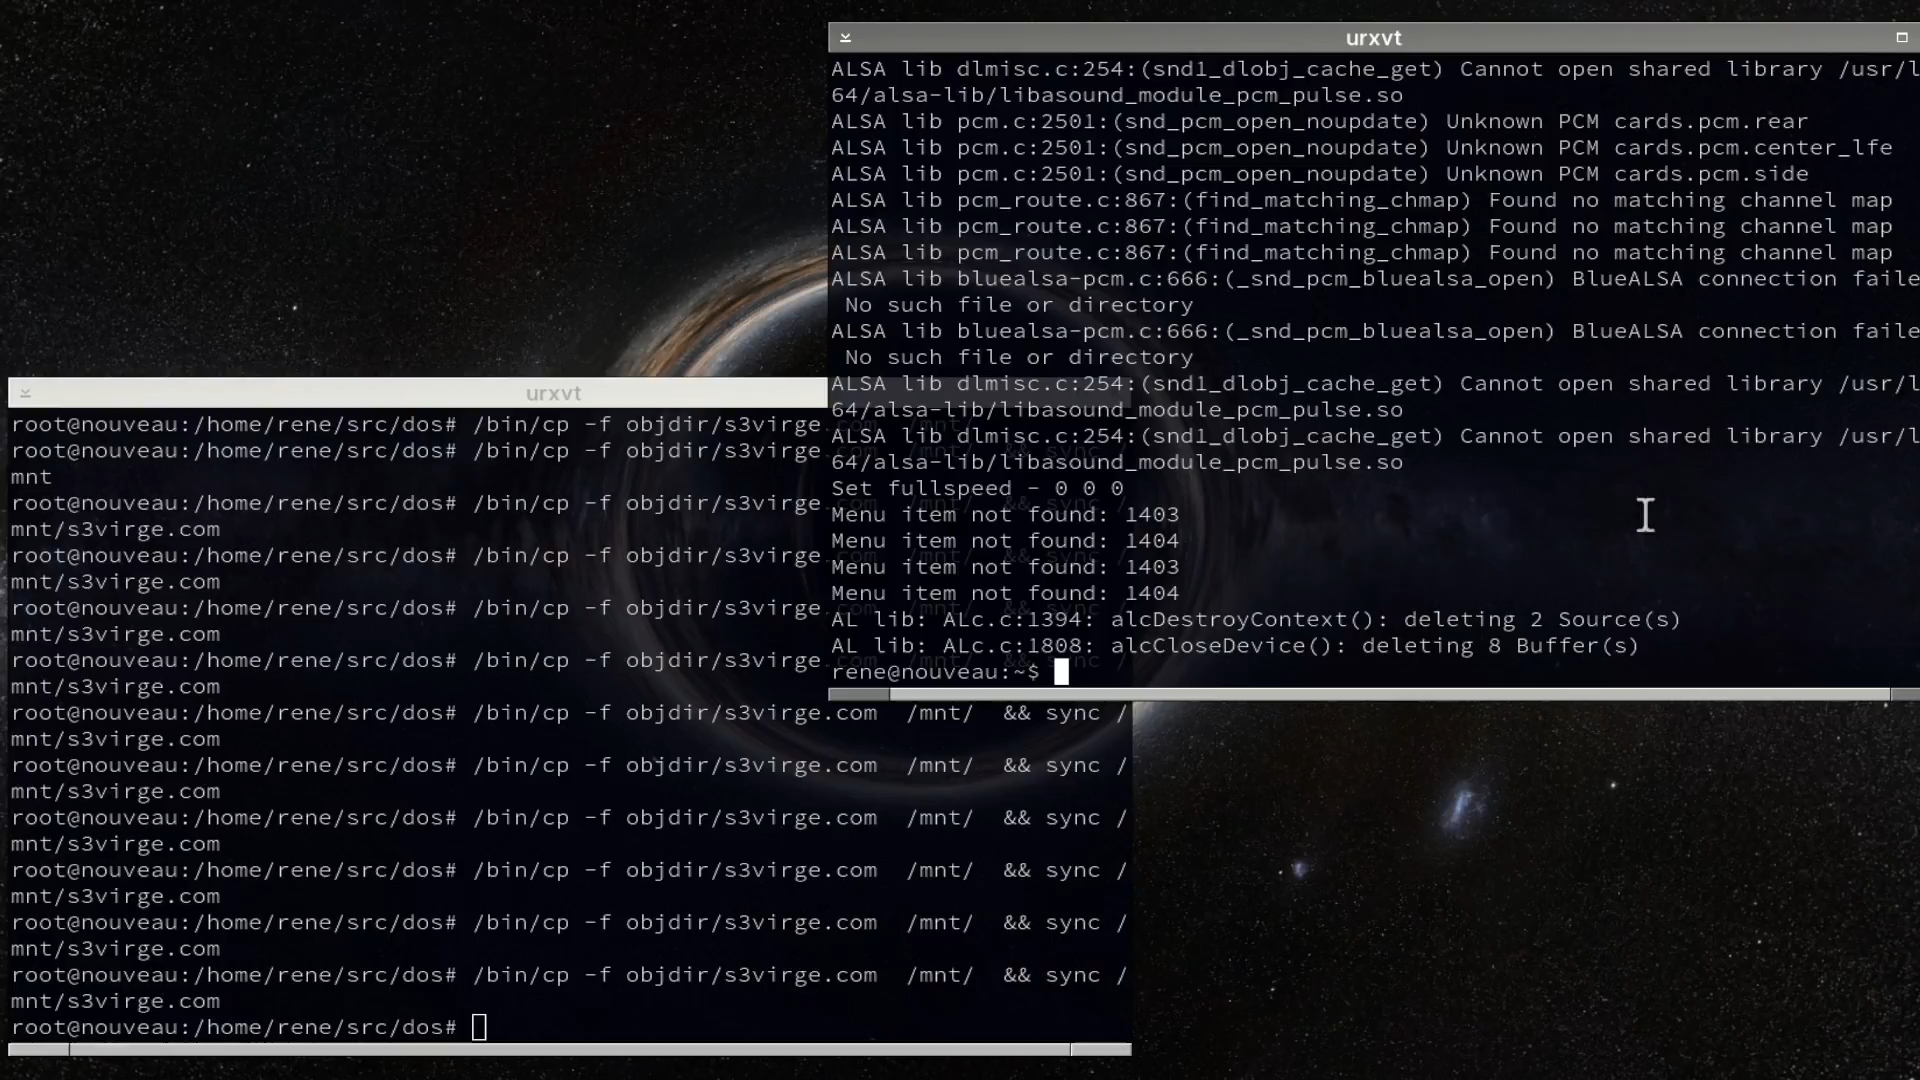 urxvt
ALSA lib dlmisc.c:254:(snd1_dlobj_cache_get) Cannot open shared library /usr/l
64/alsa-lib/libasound_module_pcm_pulse.so
ALSA lib pcm.c:2501:(snd_pcm_open_noupdate) Unknown PCM cards.pcm.rear
ALSA lib pcm.c:2501:(snd_pcm_open_noupdate) Unknown PCM cards.pcm.center_lfe
ALSA lib pcm.c:2501:(snd_pcm_open_noupdate) Unknown PCM cards.pcm.side
ALSA lib pcm_route.c:867:(find_matching_chmap) Found no matching channel map
ALSA lib pcm_route.c:867:(find_matching_chmap) Found no matching channel map
ALSA lib pcm_route.c:867:(find_matching_chmap) Found no matching channel map
ALSA lib bluealsa-pcm.c:666:(_snd_pcm_bluealsa_open) BlueALSA connection faile
No such file or directory
ALSA lib bluealsa-pcm.c:666:(_snd_pcm_bluealsa_open) BlueALSA connection faile
No such file or directory
ALSA lib dlmisc.c:254:(snd1_dlobj_cache_get) Cannot open shared library /usr/l
64/alsa-lib/libasound_module_pcm_pulse.so
ALSA lib dlmisc.c:254:(snd1_dlobj_cache_get) Cannot open shared library /usr/l
64/alsa-lib/libasound_module_pcm_pulse.so
Set fullspeed - 0 0 0
Menu item not found: 1403
Menu item not found: 1404
Menu item not found: 1403
Menu item not found: 1404
AL lib: ALc.c:1394: alcDestroyContext(): deleting 2 Source(s)
AL lib: ALc.c:1808: alcCloseDevice(): deleting 8 Buffer(s)
rene@nouveau:~$
urxvt
root@nouveau:/home/rene/src/dos# /bin/cp -f objdir/s3virge
root@nouveau:/home/rene/src/dos# /bin/cp -f objdir/s3virge
mnt
root@nouveau:/home/rene/src/dos# /bin/cp -f objdir/s3virge
mnt/s3virge.com
root@nouveau:/home/rene/src/dos# /bin/cp -f objdir/s3virge
mnt/s3virge.com
root@nouveau:/home/rene/src/dos# /bin/cp -f objdir/s3virge
mnt/s3virge.com
root@nouveau:/home/rene/src/dos# /bin/cp -f objdir/s3virge
mnt/s3virge.com
root@nouveau:/home/rene/src/dos# /bin/cp -f objdir/s3virge.com  /mnt/  && sync /
mnt/s3virge.com
root@nouveau:/home/rene/src/dos# /bin/cp -f objdir/s3virge.com  /mnt/  && sync /
mnt/s3virge.com
root@nouveau:/home/rene/src/dos# /bin/cp -f objdir/s3virge.com  /mnt/  && sync /
mnt/s3virge.com
root@nouveau:/home/rene/src/dos# /bin/cp -f objdir/s3virge.com  /mnt/  && sync /
mnt/s3virge.com
root@nouveau:/home/rene/src/dos# /bin/cp -f objdir/s3virge.com  /mnt/  && sync /
mnt/s3virge.com
root@nouveau:/home/rene/src/dos# /bin/cp -f objdir/s3virge.com  /mnt/  && sync /
mnt/s3virge.com
root@nouveau:/home/rene/src/dos#